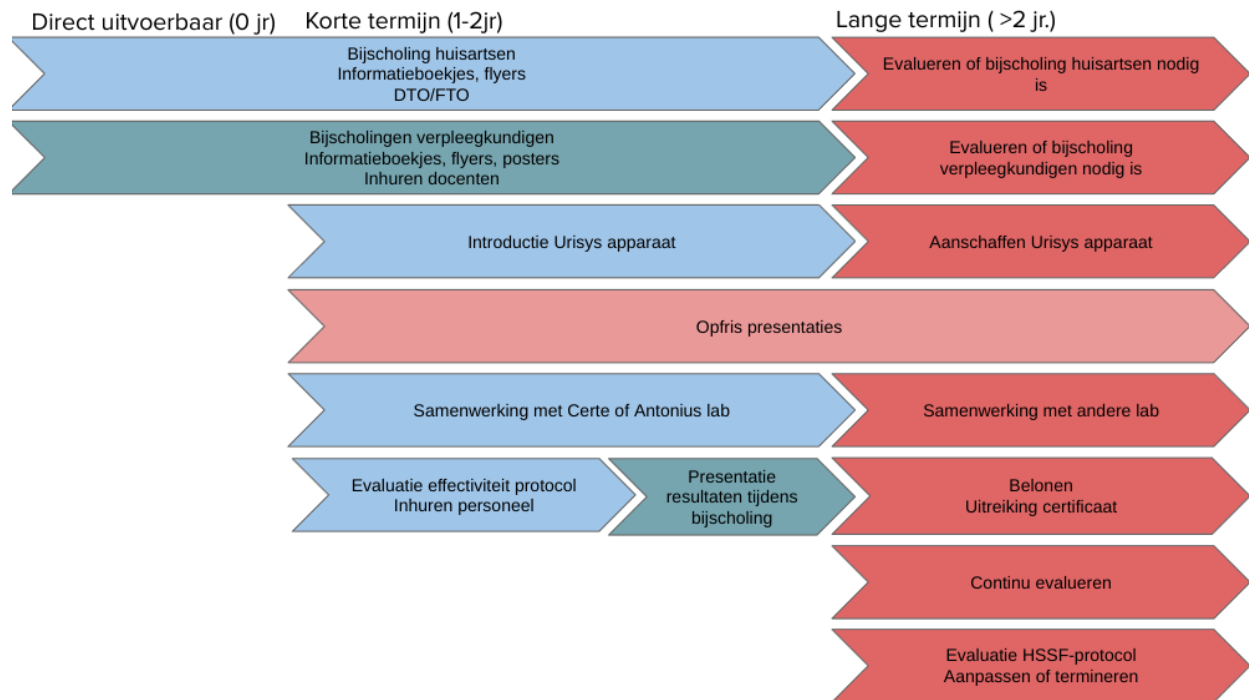 Direct uitvoerbaar (0 jr)
Korte termijn (1-2jr)
Lange termijn ( >2 jr.)
Bijscholing huisartsen
Informatieboekjes, flyers
DTO/FTO
Evalueren of bijscholing huisartsen nodig
is
Bijscholingen verpleegkundigen
Informatieboekjes, flyers, posters
Inhuren docenten
Evalueren of bijscholing
verpleegkundigen nodig is
Introductie Urisys apparaat
Aanschaffen Urisys apparaat
Opfris presentaties
Samenwerking met Certe of Antonius lab
Samenwerking met andere lab
Evaluatie effectiviteit protocol
Inhuren personeel
Presentatie
resultaten tijdens
bijscholing
Belonen
Uitreiking certificaat
Continu evalueren
Evaluatie HSSF-protocol
Aanpassen of termineren